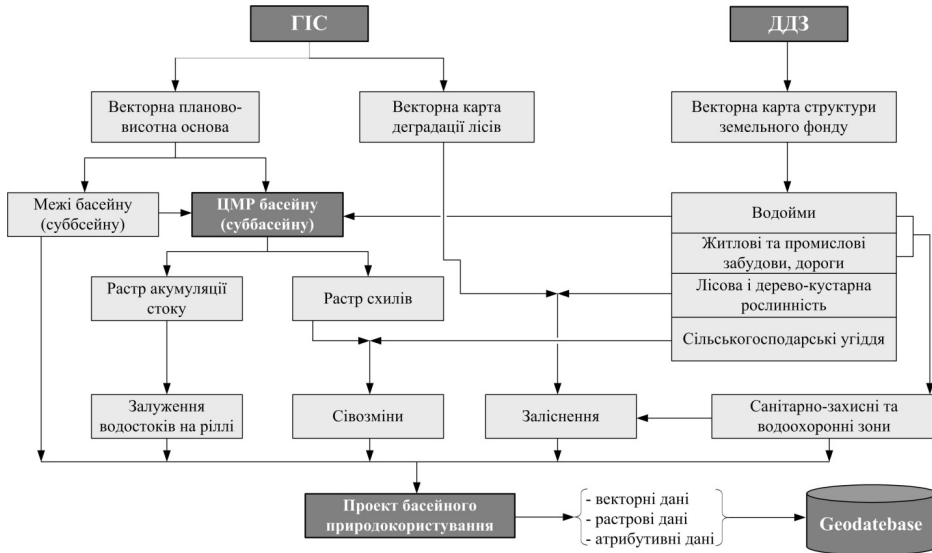 ГІС
ДДЗ
Векторна планово-
висотна основа
Векторна карта
деградації лісів
Векторна карта структури
земельного фонду
Межі басейну
(суббсейну)
ЦМР басейну
(суббасейну)
Водойми
Житлові та промислові
забудови, дороги
Лісова і дерево-кустарна
рослинність
Сільськогосподарські угіддя
Растр акумуляції
стоку
Растр схилів
Залуження
водостоків на ріллі
Сівозміни
Заліснення
Санітарно-захисні та
водоохоронні зони
Проект басейного
природокористування
- векторні дані
- растрові дані
- атрибутивні дані
Geodatebase